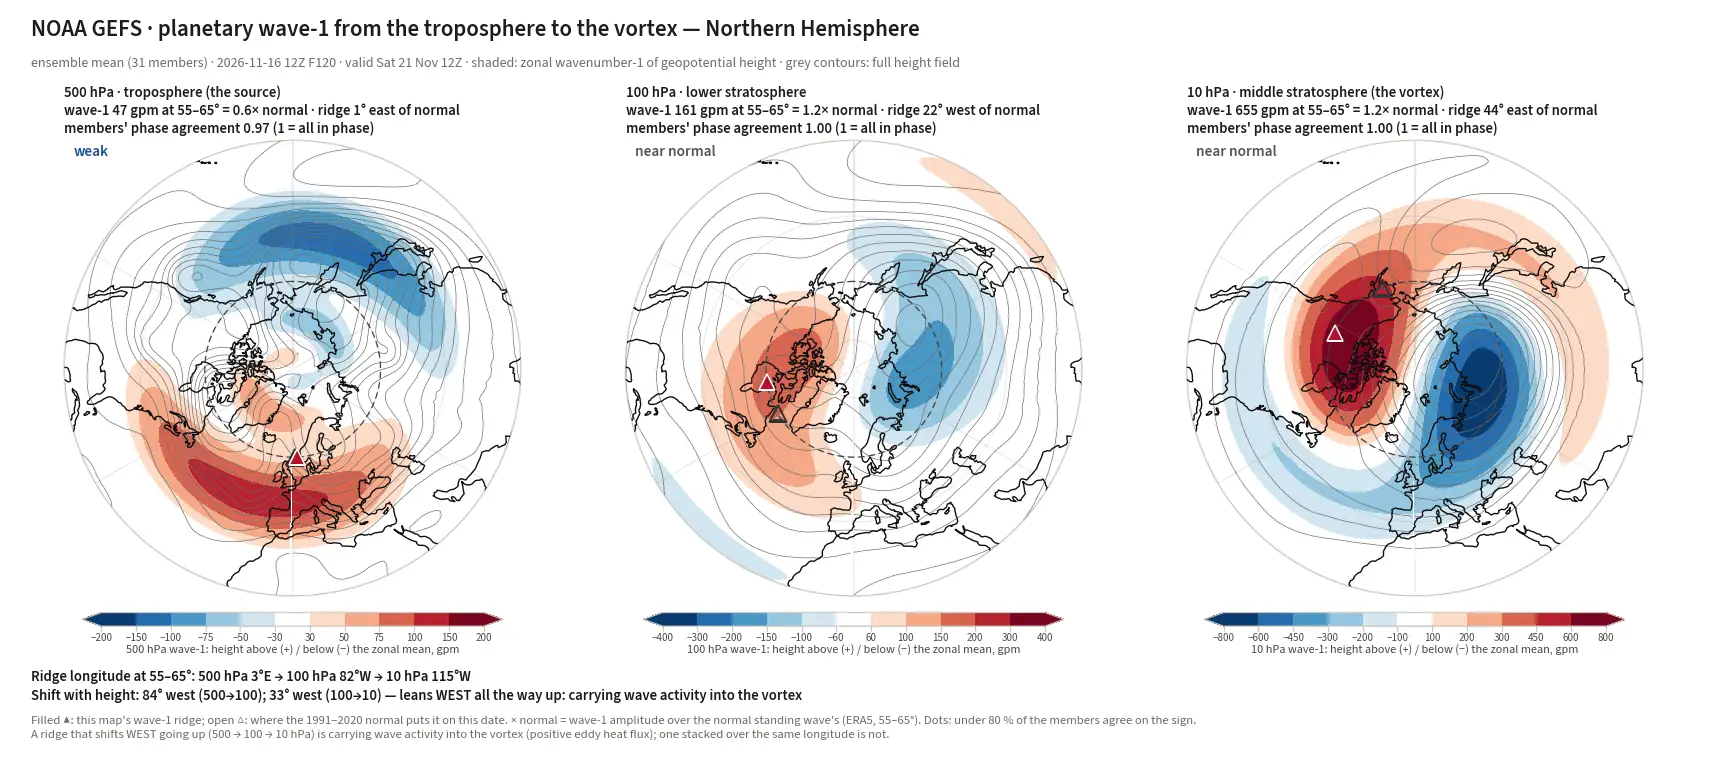 NOAA GEFS · planetary wave-1 from the troposphere to the vortex — Northern Hemisphere
ensemble mean (31 members) · 2026-11-16 12Z F120 · valid Sat 21 Nov 12Z · shaded: zonal wavenumber-1 of geopotential height · grey contours: full height field
500 hPa · troposphere (the source)
wave-1 47 gpm at 55–65° = 0.6× normal · ridge 1° east of normal
members' phase agreement 0.97 (1 = all in phase)
weak
100 hPa · lower stratosphere
wave-1 161 gpm at 55–65° = 1.2× normal · ridge 22° west of normal
members' phase agreement 1.00 (1 = all in phase)
near normal
10 hPa · middle stratosphere (the vortex)
wave-1 655 gpm at 55–65° = 1.2× normal · ridge 44° east of normal
members' phase agreement 1.00 (1 = all in phase)
near normal
−200 −150 −100 −75 −50 −30 30 50 75 100 150 200
500 hPa wave-1: height above (+) / below (−) the zonal mean, gpm
−400 −300 −200 −150 −100 −60 60 100 150 200 300 400
100 hPa wave-1: height above (+) / below (−) the zonal mean, gpm
−800 −600 −450 −300 −200 −100 100 200 300 450 600 800
10 hPa wave-1: height above (+) / below (−) the zonal mean, gpm
Ridge longitude at 55–65°: 500 hPa 3°E → 100 hPa 82°W → 10 hPa 115°W
Shift with height: 84° west (500→100); 33° west (100→10) — leans WEST all the way up: carrying wave activity into the vortex
Filled ▲: this map's wave-1 ridge; open △: where the 1991–2020 normal puts it on this date. × normal = wave-1 amplitude over the normal standing wave's (ERA5, 55–65°). Dots: under 80 % of the members agree on the sign.
A ridge that shifts WEST going up (500 → 100 → 10 hPa) is carrying wave activity into the vortex (positive eddy heat flux); one stacked over the same longitude is not.